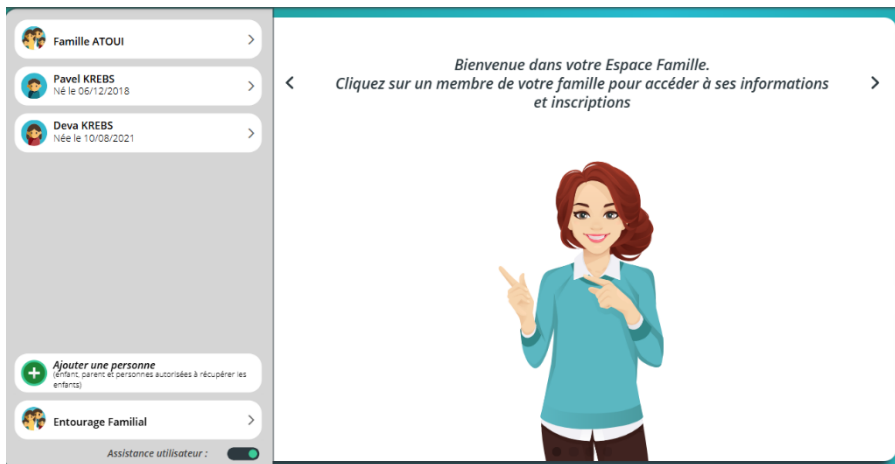 Famille ATOUI
Pavel KREBS
Né le 06/12/2018
Deva KREBS
Née le 10/08/2021
Ajouter une personne
(enfant, parent et personnes autorisées à récupérer les
enfants)
Entourage Familial
Assistance utilisateur :
Bienvenue dans votre Espace Famille.
Cliquez sur un membre de votre famille pour accéder à ses informations
et inscriptions